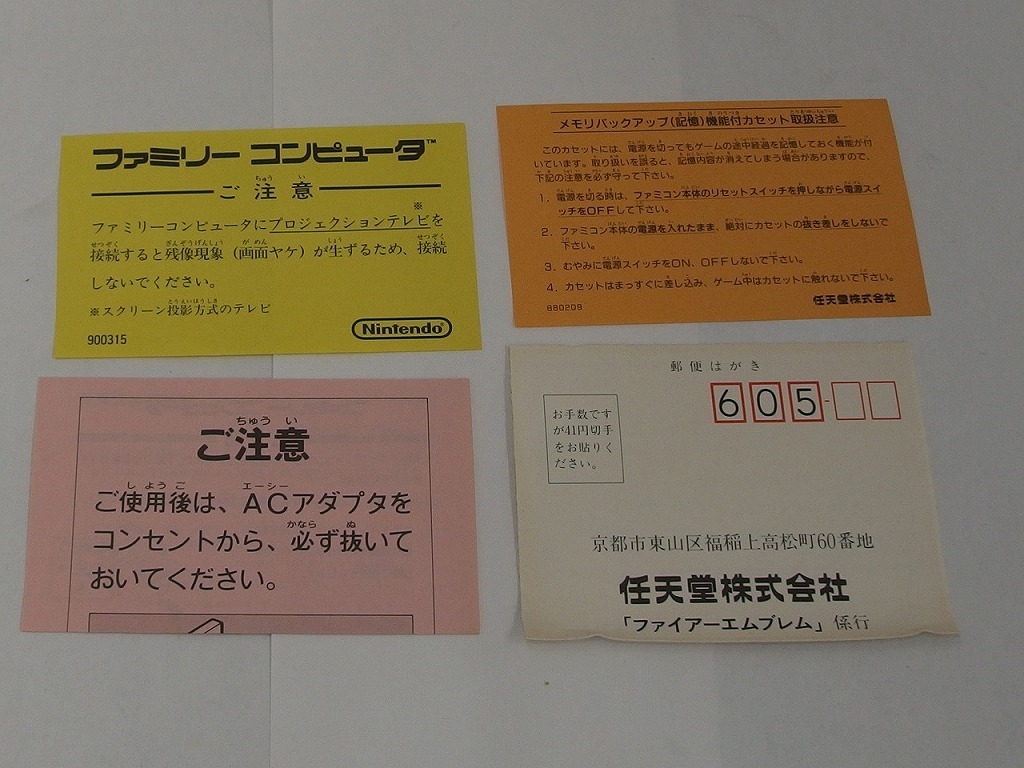 ファミリー コンピュータ™
ご注意
ファミリーコンピュータにプロジェクションテレビ※を
接続すると残像現象（画面ヤケ）が生ずるため、接続
しないでください。
※スクリーン投影方式のテレビ
900315
Nintendo
メモリバックアップ(記憶)機能付カセット取扱注意
このカセットには、電源を切ってもゲームの途中経過を記憶しておく機能が付
いています。取り扱いを誤ると、記憶内容が消えてしまう場合がありますので、
下記の注意を必ず守って下さい。
1. 電源を切る時は、ファミコン本体のリセットスイッチを押しながら電源スイ
ッチをOFFして下さい。
2. ファミコン本体の電源を入れたまま、絶対にカセットの抜き差しをしないで
下さい。
3. むやみに電源スイッチをON、OFFしないで下さい。
4. カセットはまっすぐに差し込み、ゲーム中はカセットに触れないで下さい。
任天堂株式会社
880209
ご注意
ご使用後は、ACアダプタを
コンセントから、必ず抜いて
おいてください。
郵便はがき
605-
お手数です
が41円切手
をお貼りく
ださい。
京都市東山区福稲上高松町60番地
任天堂株式会社
「ファイアーエムブレム」係行